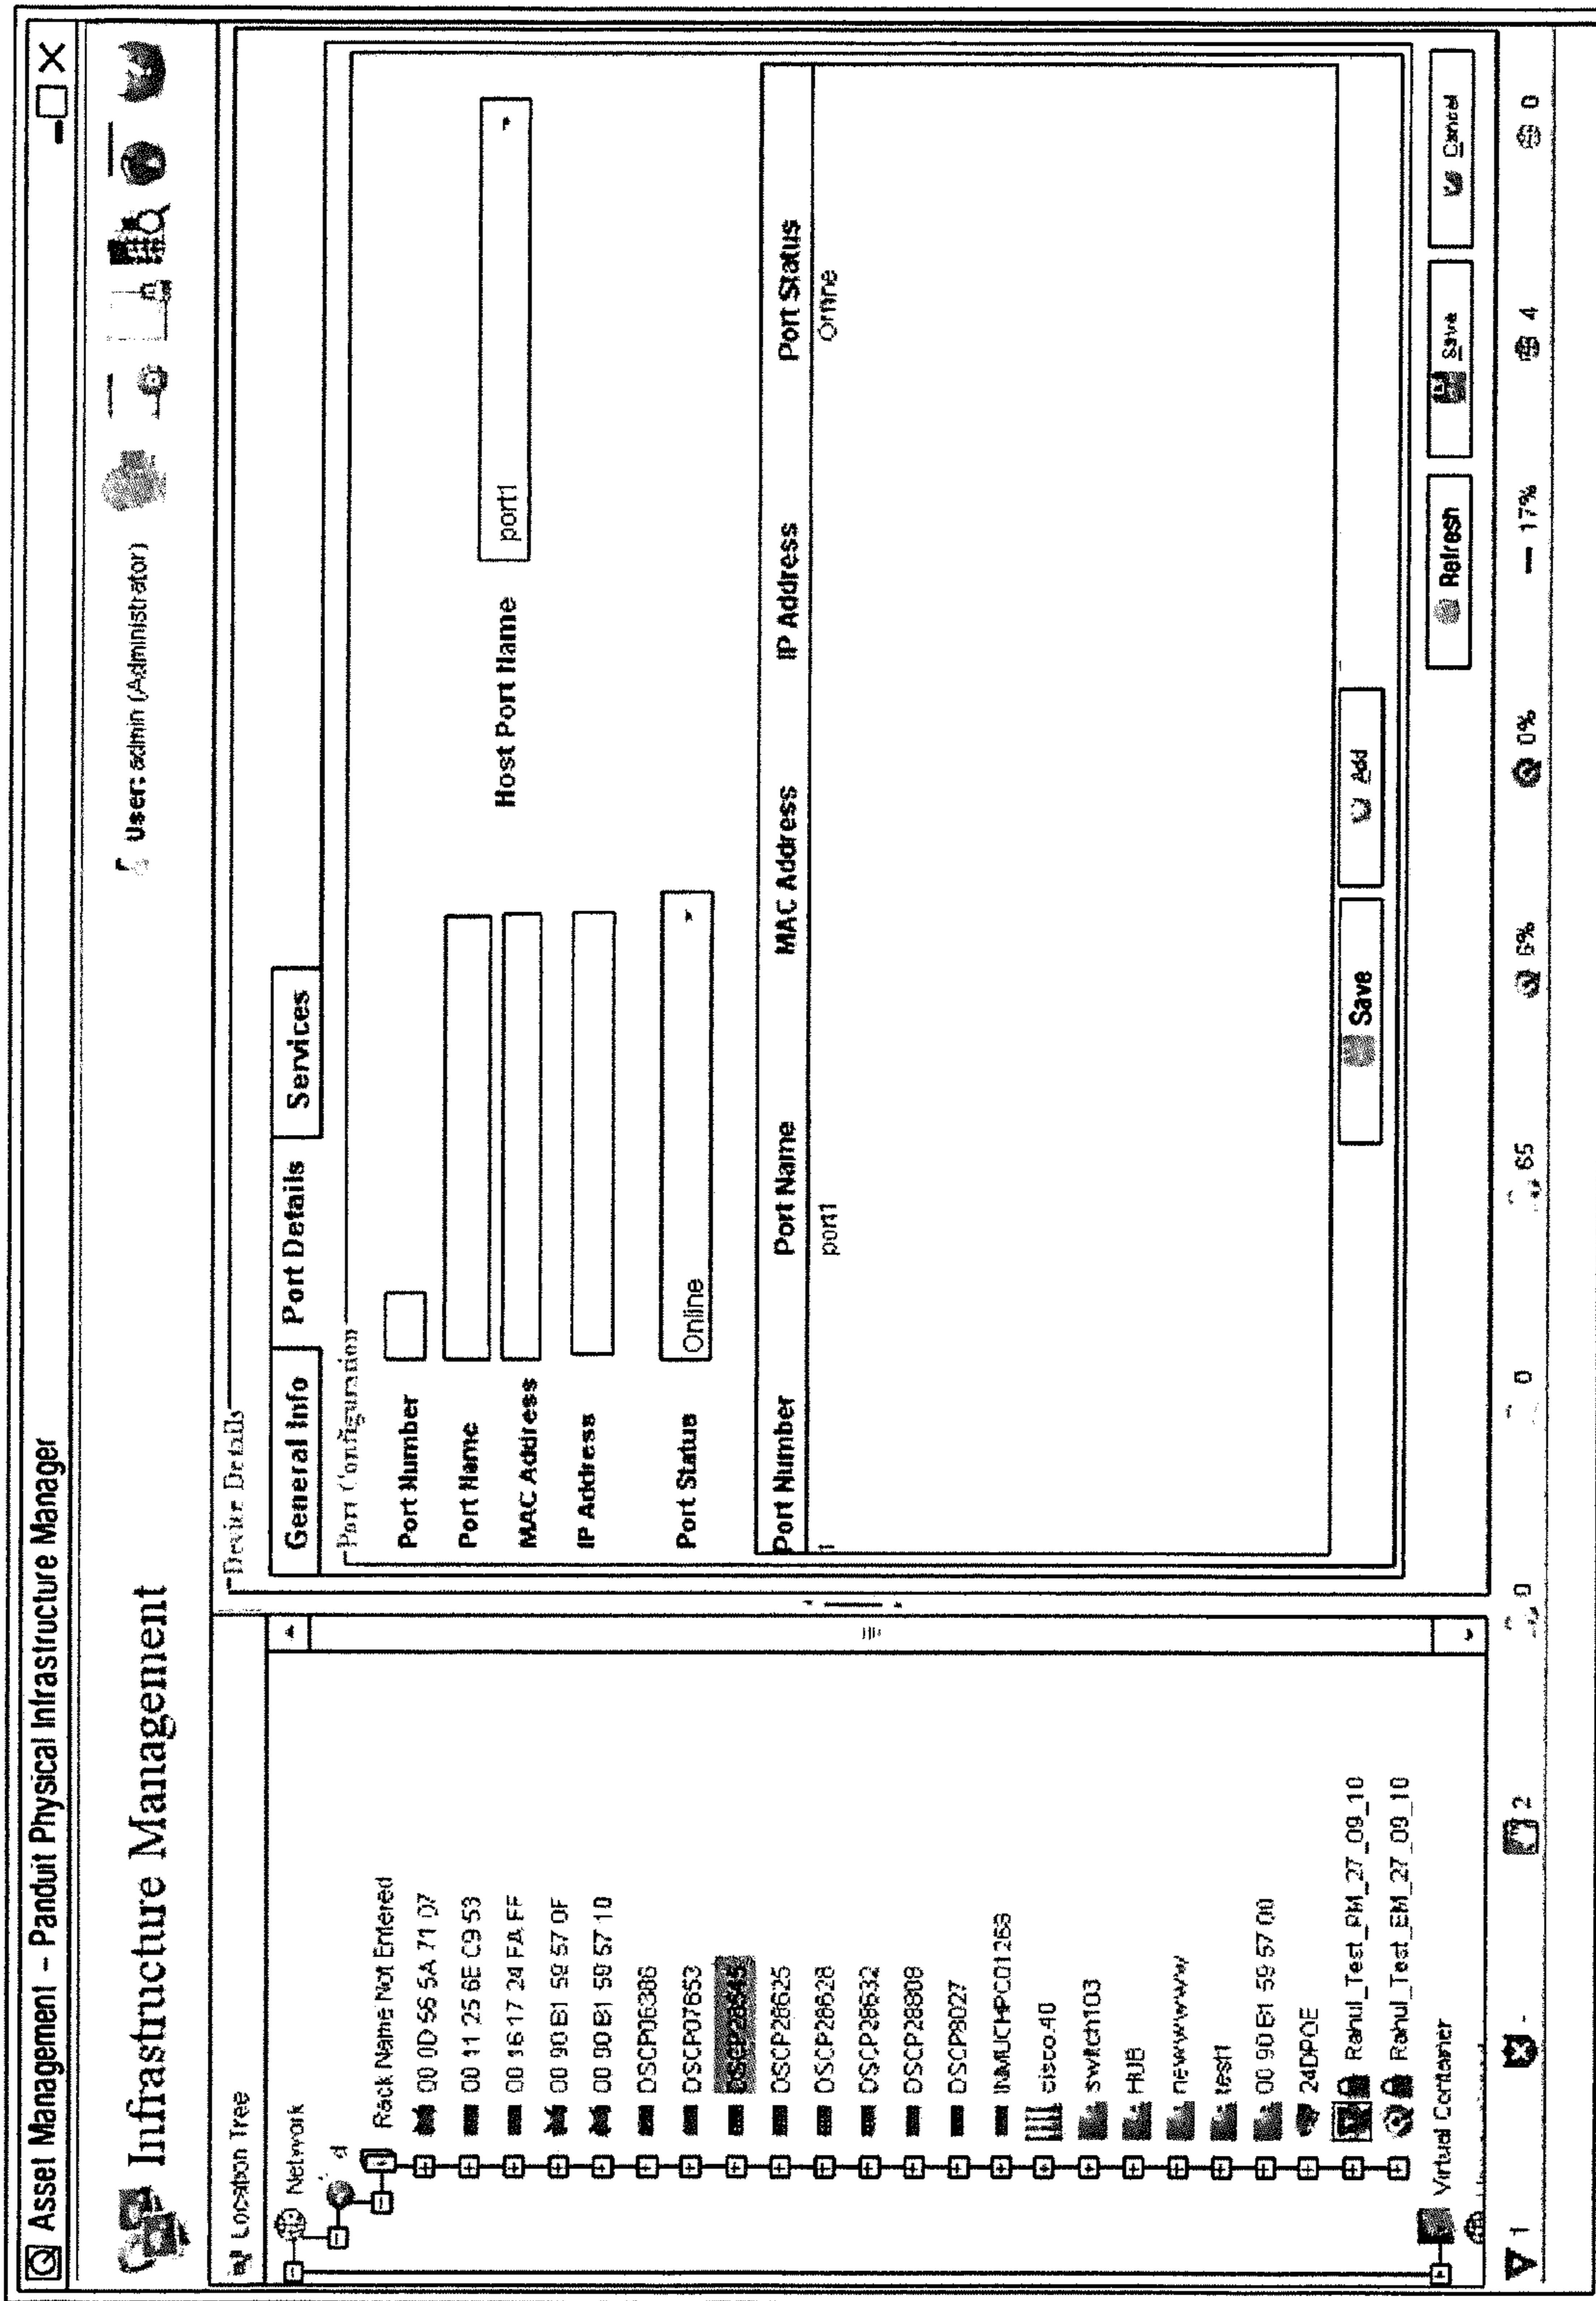 Asset Management – Panduit Physical Infrastructure Manager
Infrastructure Management
User: admin (Administrator)
Location Tree
Network
d
Rack Name Not Entered
00 0D 56 5A 71 D7
00 11 25 6E C9 53
00 16 17 24 FA FF
00 90 B1 59 57 0F
00 90 B1 59 57 10
DSCP06386
DSCP07653
DSCP28625
DSCP28628
DSCP28632
DSCP28808
DSCP9027
INMUCHPC01268
cisco.40
switch103
HUB
newwwwww
test1
00 90 B1 59 57 00
24DPOE
Rahul_Test_PM_27_09_10
Rahul_Test_EM_27_09_10
Virtual Container
Device Details
General Info
Port Details
Services
Port Configuration
Port Number
Port Name
MAC Address
IP Address
Host Port Name
port1
Port Status
Online
Port Number Port Name MAC Address IP Address Port Status
1 port1 Offline
Save
Add
Refresh
Save
Cancel
1 - 2 0 0 65 6% 0% 17% 4 0